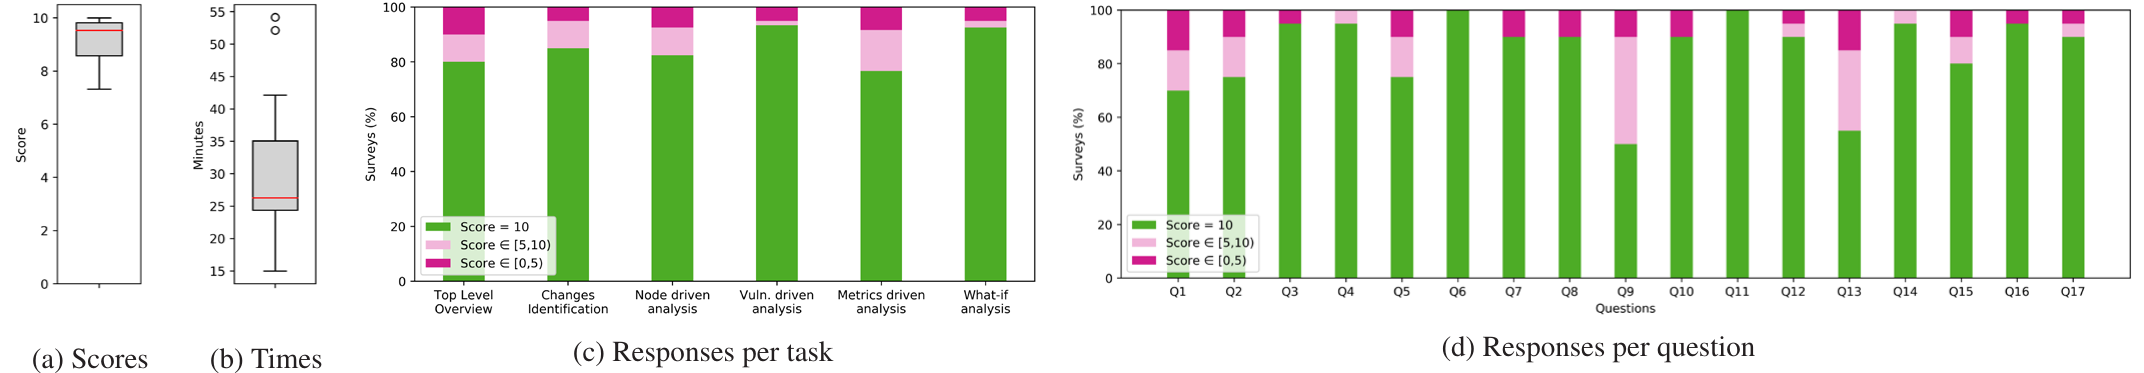 10
8
6
4
2
0
Score
(a) Scores
55
50
45
40
35
30
25
20
15
Minutes
(b) Times
100
80
60
40
20
0
Surveys (%)
Score = 10
Score ∈ [5,10)
Score ∈ [0,5)
Top Level Overview
Changes Identification
Node driven analysis
Vuln. driven analysis
Metrics driven analysis
What-if analysis
(c) Responses per task
100
80
60
40
20
0
Surveys (%)
Score = 10
Score ∈ [5,10)
Score ∈ [0,5)
Q1 Q2 Q3 Q4 Q5 Q6 Q7 Q8 Q9 Q10 Q11 Q12 Q13 Q14 Q15 Q16 Q17
Questions
(d) Responses per question